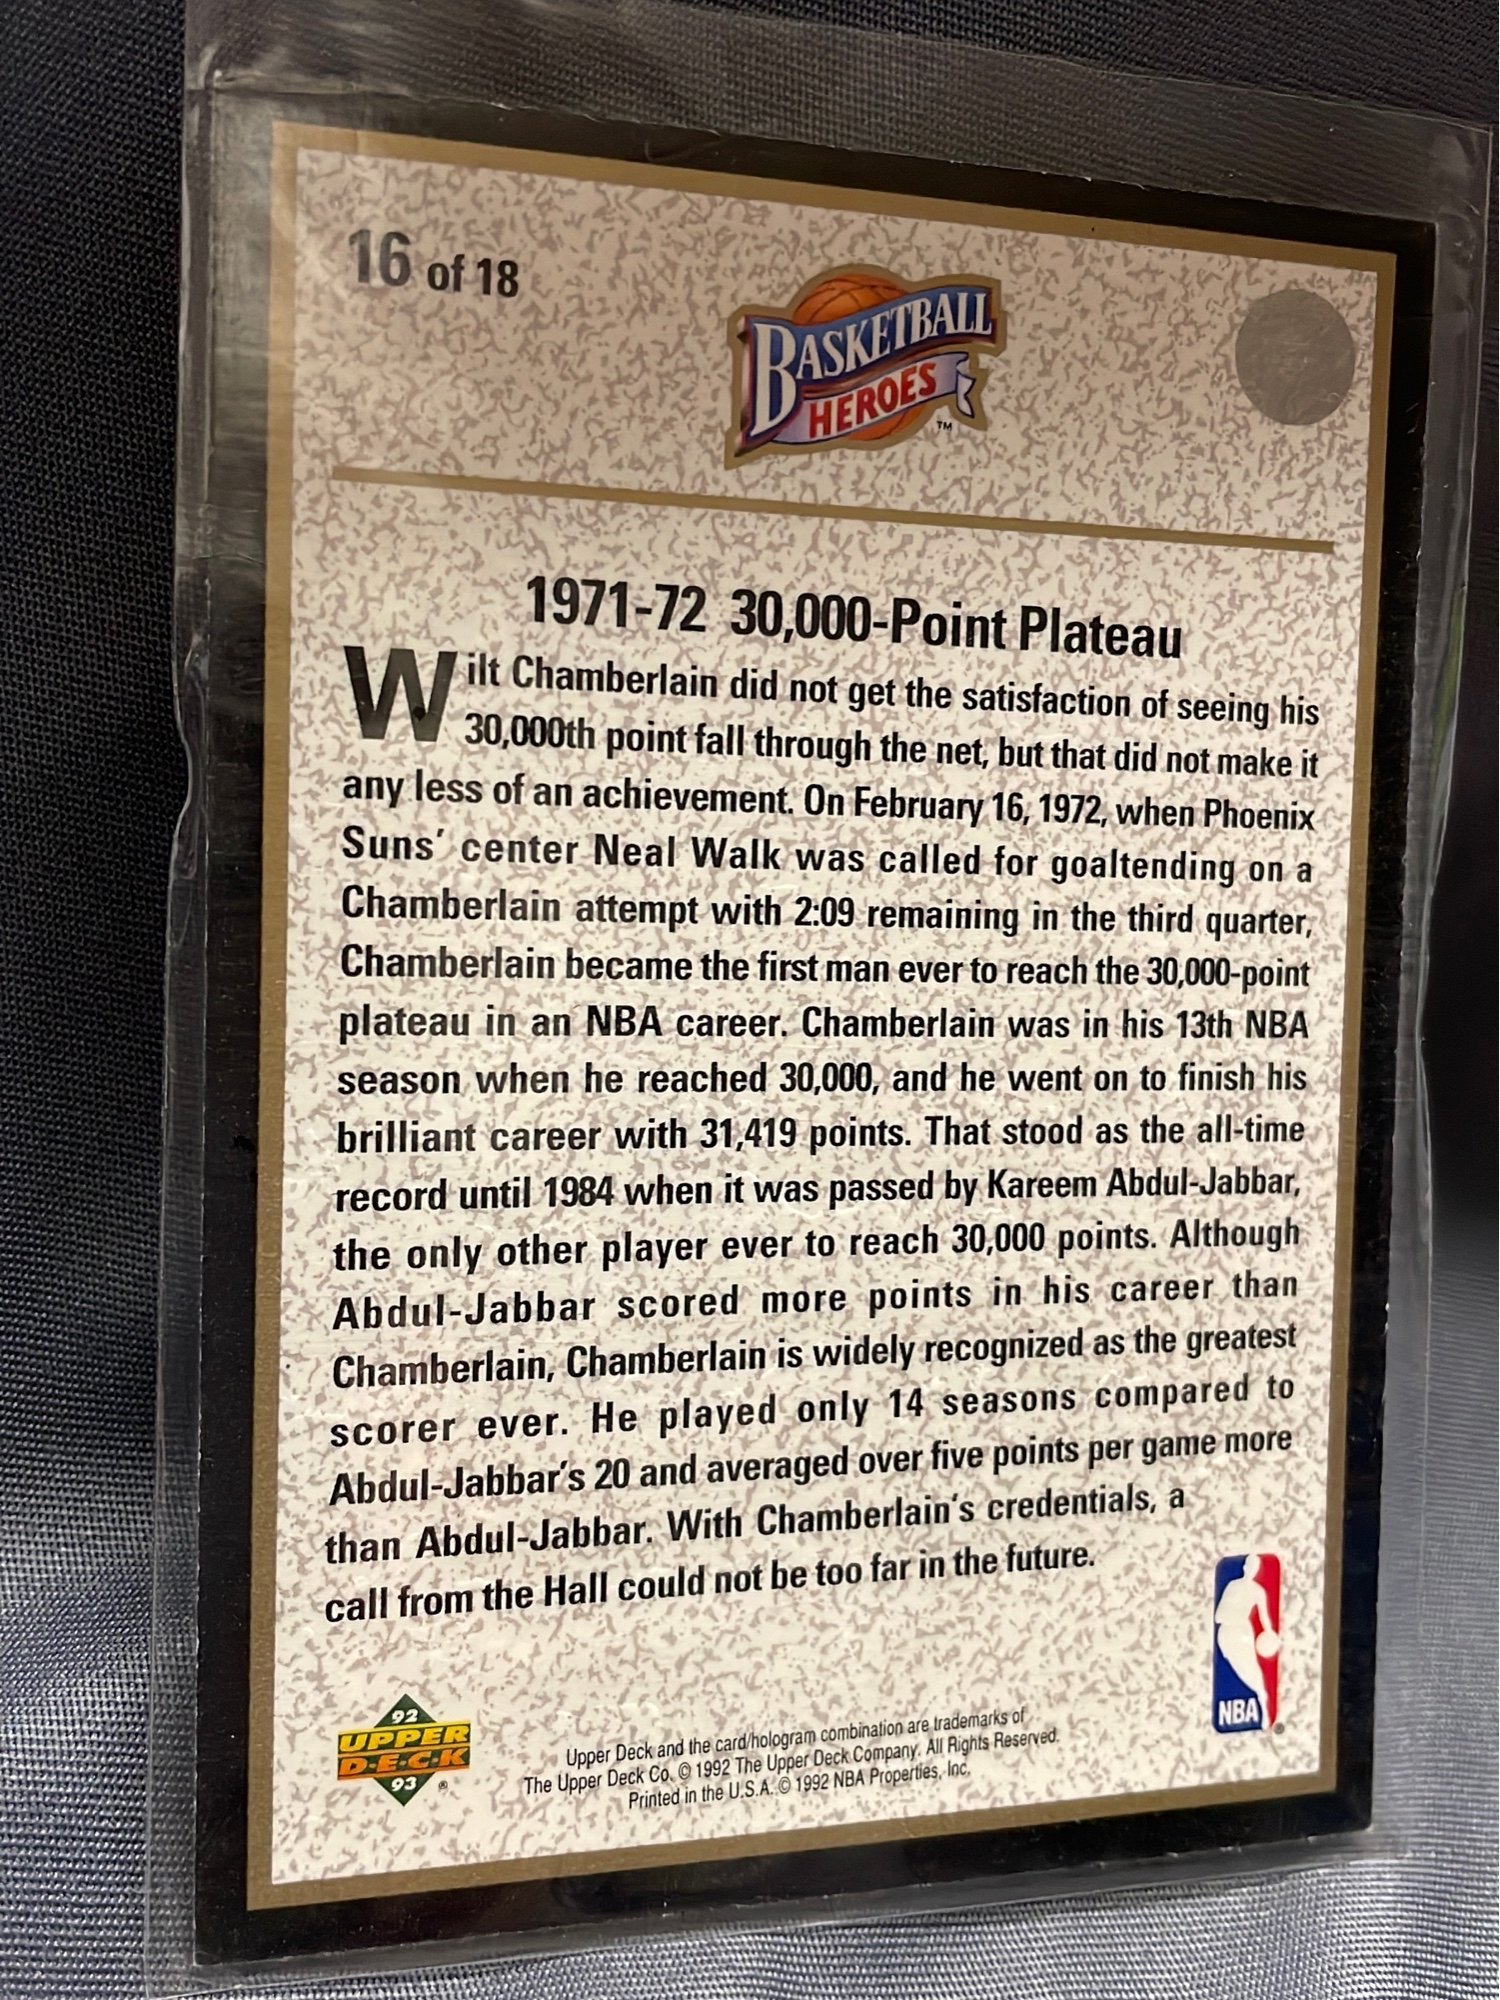 16 of 18
BASKETBALL
HEROES
TM
1971-72 30,000-Point Plateau
Wilt Chamberlain did not get the satisfaction of seeing his
30,000th point fall through the net, but that did not make it
any less of an achievement. On February 16, 1972, when Phoenix
Suns' center Neal Walk was called for goaltending on a
Chamberlain attempt with 2:09 remaining in the third quarter,
Chamberlain became the first man ever to reach the 30,000-point
plateau in an NBA career. Chamberlain was in his 13th NBA
season when he reached 30,000, and he went on to finish his
brilliant career with 31,419 points. That stood as the all-time
record until 1984 when it was passed by Kareem Abdul-Jabbar,
the only other player ever to reach 30,000 points. Although
Abdul-Jabbar scored more points in his career than
Chamberlain, Chamberlain is widely recognized as the greatest
scorer ever. He played only 14 seasons compared to
Abdul-Jabbar's 20 and averaged over five points per game more
than Abdul-Jabbar. With Chamberlain's credentials, a
call from the Hall could not be too far in the future.
NBA
®
92
UPPER
D·E·C·K
93 ®
Upper Deck and the card/hologram combination are trademarks of
The Upper Deck Co. © 1992 The Upper Deck Company. All Rights Reserved.
Printed in the U.S.A. © 1992 NBA Properties, Inc.